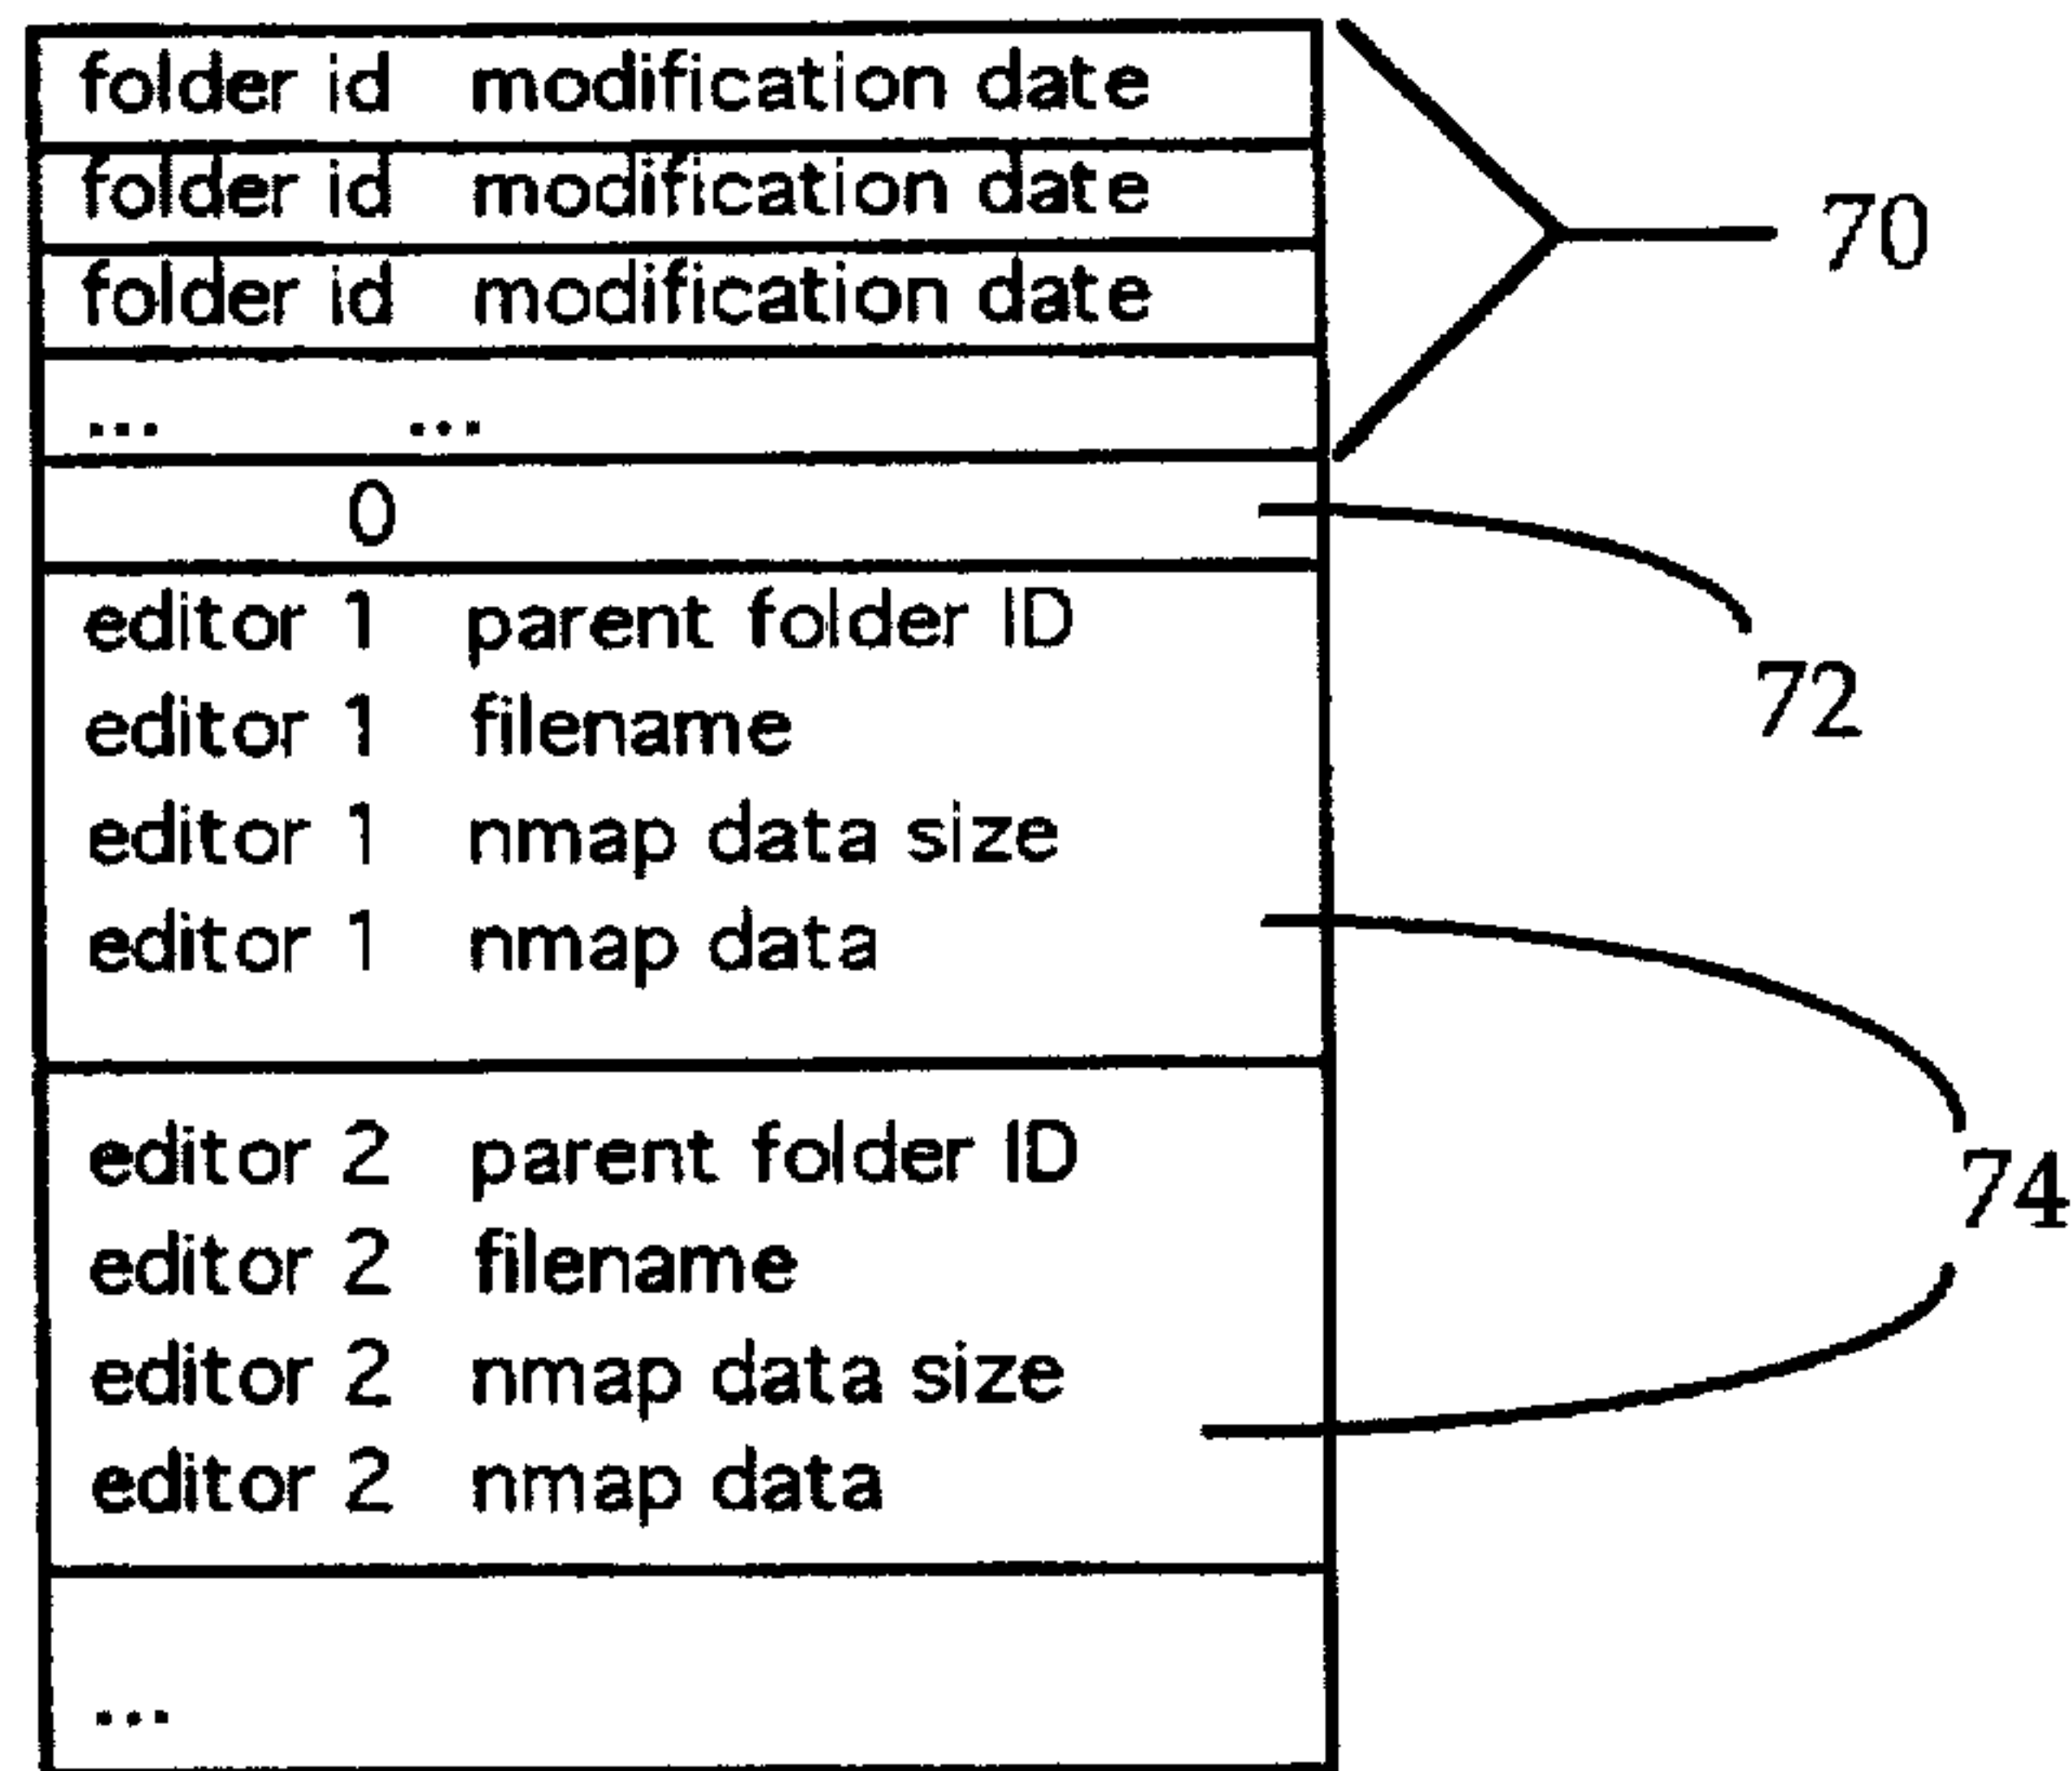 folder id modification date
folder id modification date
70
folder id modification date
... ...
0
editor 1 parent folder ID
72
editor 1 filename
editor 1 nmap data size
editor 1 nmap data
editor 2 parent folder ID
74
editor 2 filename
editor 2 nmap data size
editor 2 nmap data
...